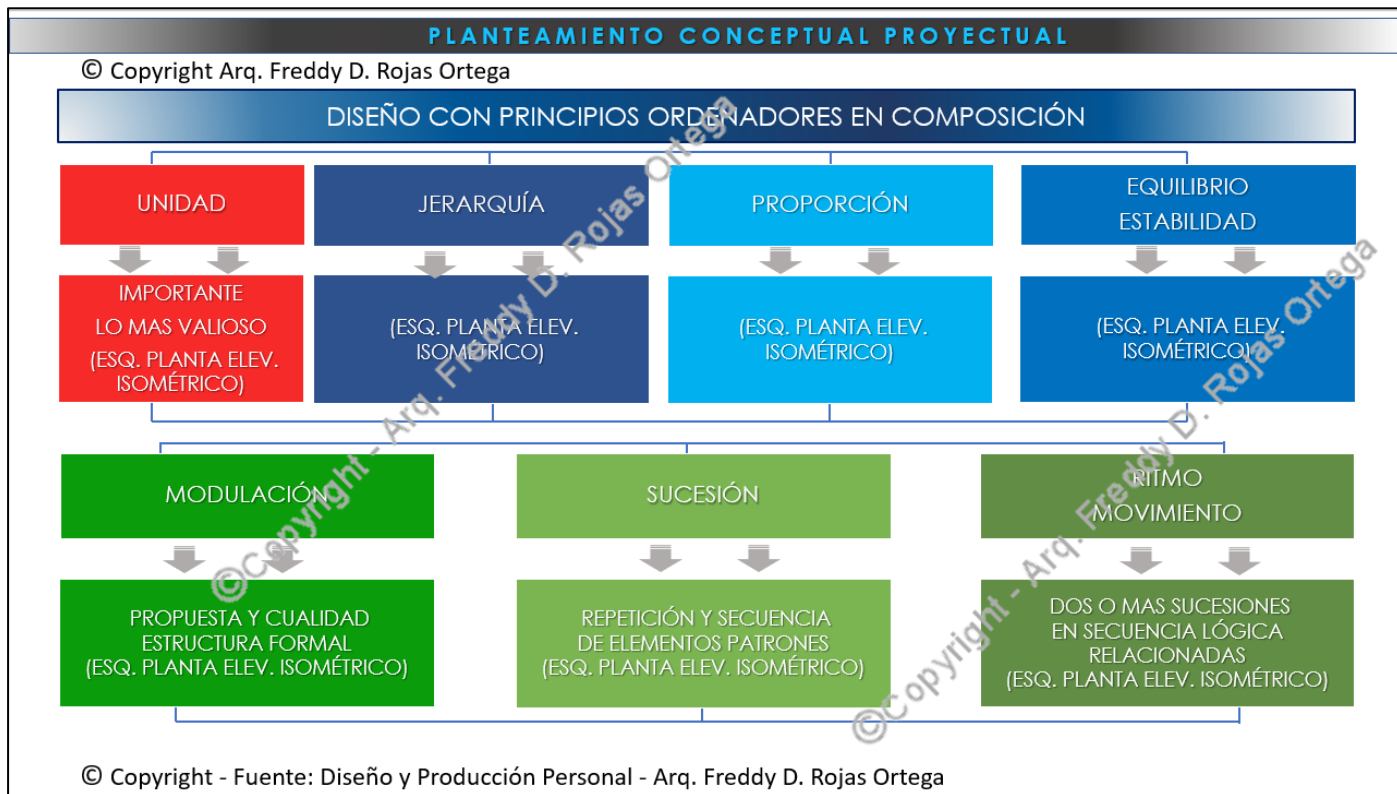 PLANTEAMIENTO CONCEPTUAL PROYECTUAL
© Copyright Arq. Freddy D. Rojas Ortega
DISEÑO CON PRINCIPIOS ORDENADORES EN COMPOSICIÓN
UNIDAD
IMPORTANTE
LO MAS VALIOSO
(ESQ. PLANTA ELEV.
ISOMÉTRICO)
JERARQUÍA
(ESQ. PLANTA ELEV.
ISOMÉTRICO)
PROPORCIÓN
(ESQ. PLANTA ELEV.
ISOMÉTRICO)
EQUILIBRIO
ESTABILIDAD
(ESQ. PLANTA ELEV.
ISOMÉTRICO)
MODULACIÓN
PROPUESTA Y CUALIDAD
ESTRUCTURA FORMAL
(ESQ. PLANTA ELEV. ISOMÉTRICO)
SUCESIÓN
REPETICIÓN Y SECUENCIA
DE ELEMENTOS PATRONES
(ESQ. PLANTA ELEV. ISOMÉTRICO)
RITMO
MOVIMIENTO
DOS O MAS SUCESIONES
EN SECUENCIA LÓGICA
RELACIONADAS
(ESQ. PLANTA ELEV. ISOMÉTRICO)
©Copyright - Arq. Freddy D. Rojas Ortega
©Copyright - Arq. Freddy D. Rojas Ortega
© Copyright - Fuente: Diseño y Producción Personal - Arq. Freddy D. Rojas Ortega